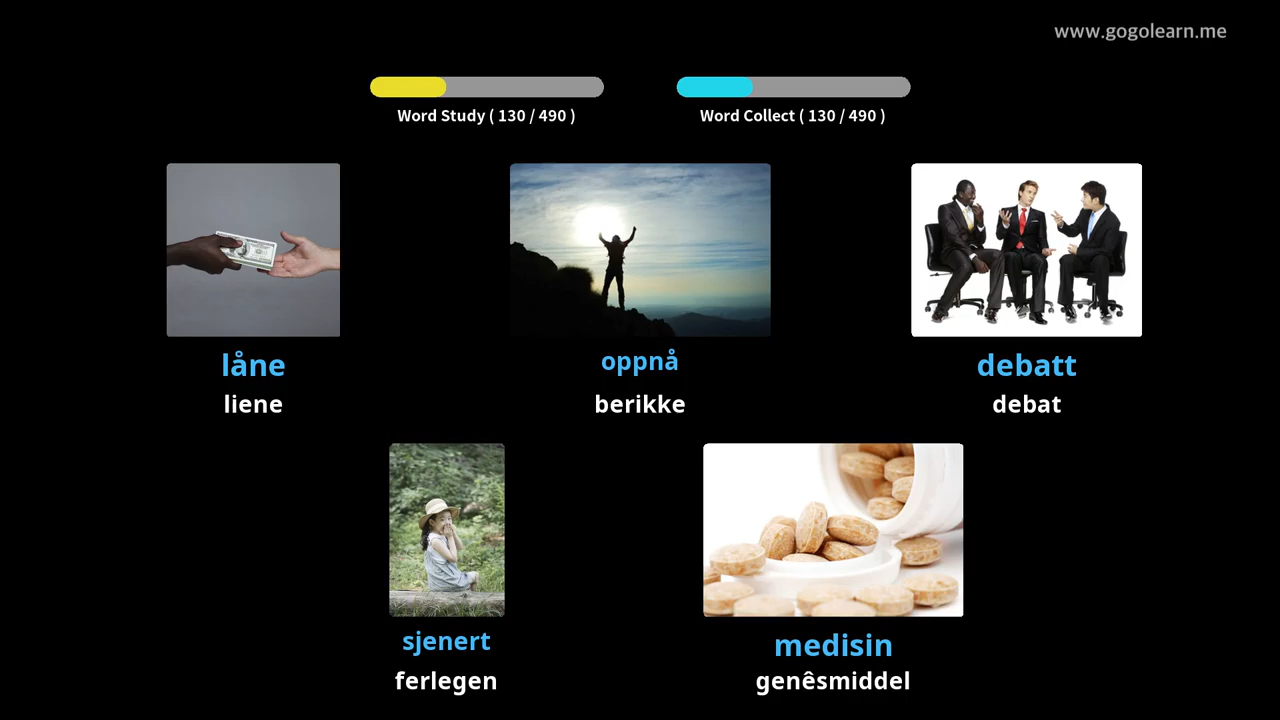 www.gogolearn.me
Word Study ( 130 / 490 )
Word Collect ( 130 / 490 )
låne
liene
oppnå
berikke
debatt
debat
sjenert
ferlegen
medisin
genêsmiddel